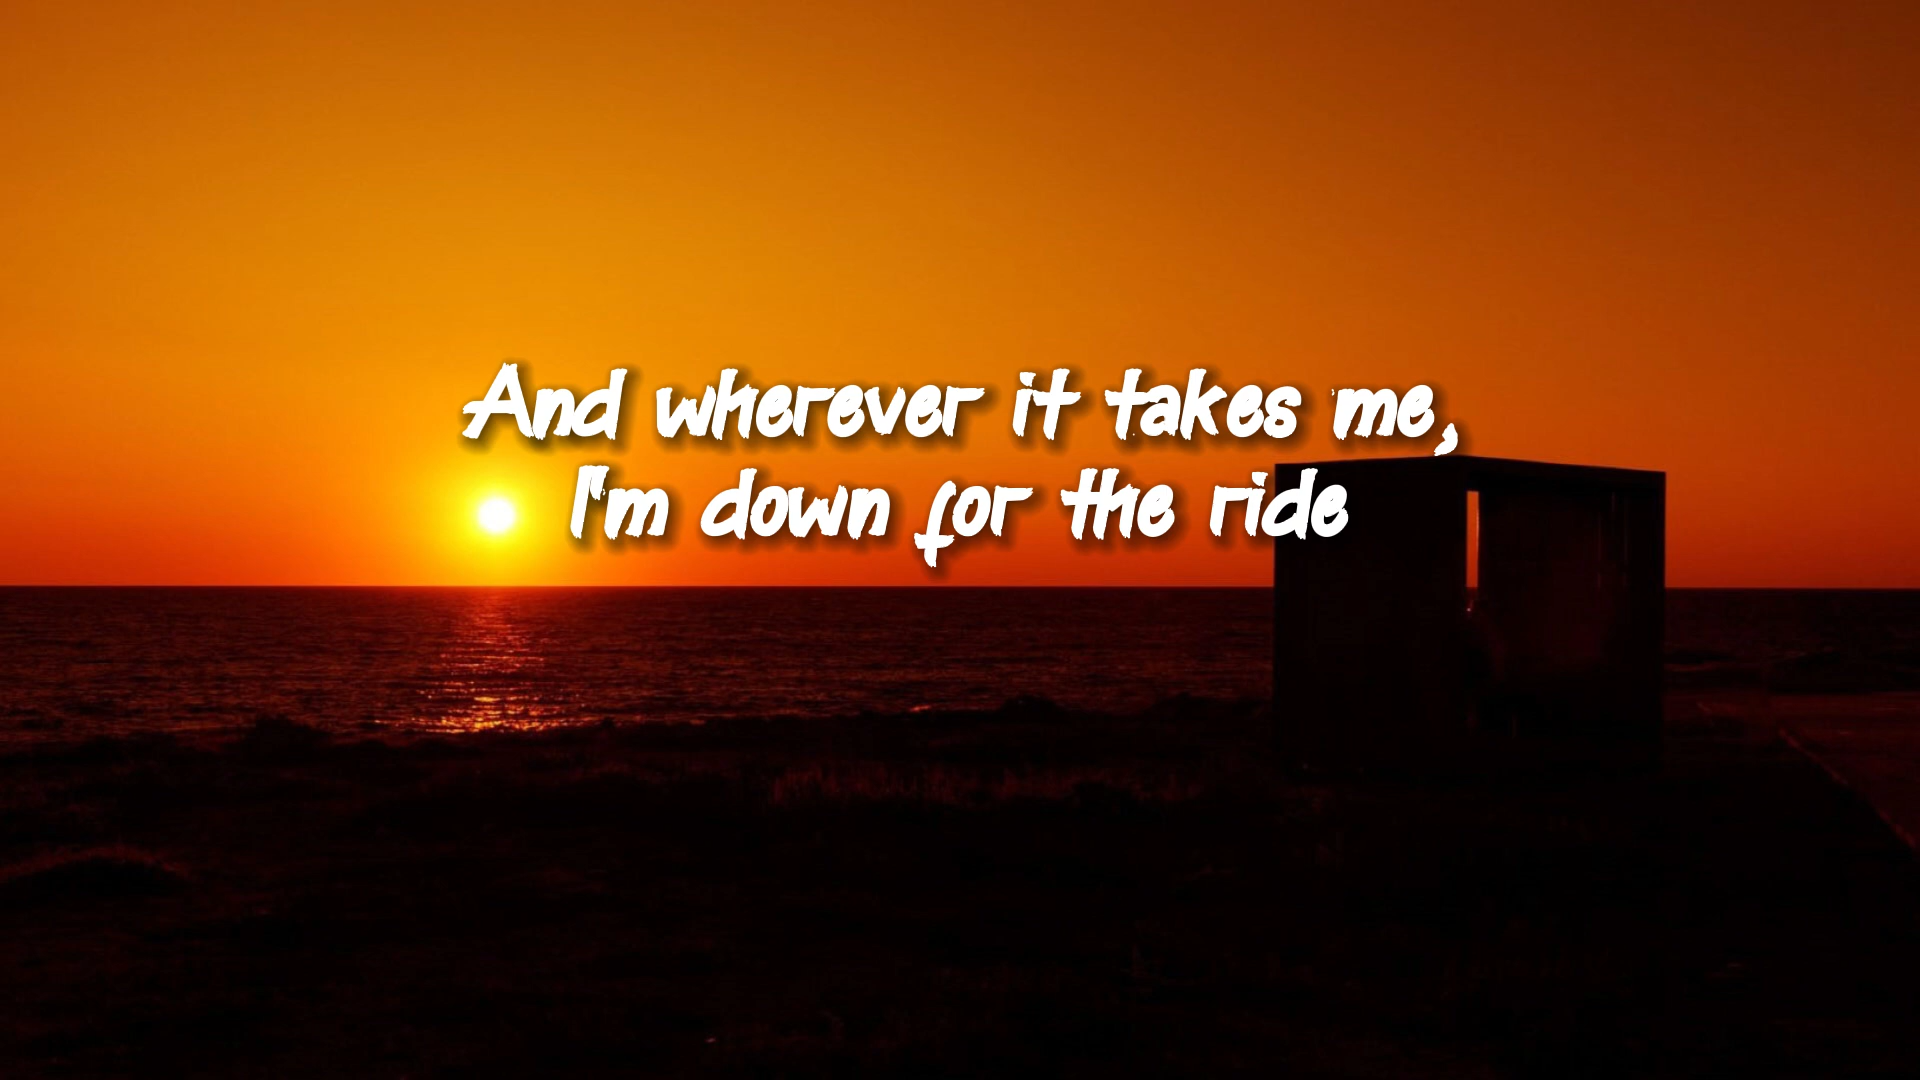 And wherever it takes me,
I'm down for the ride